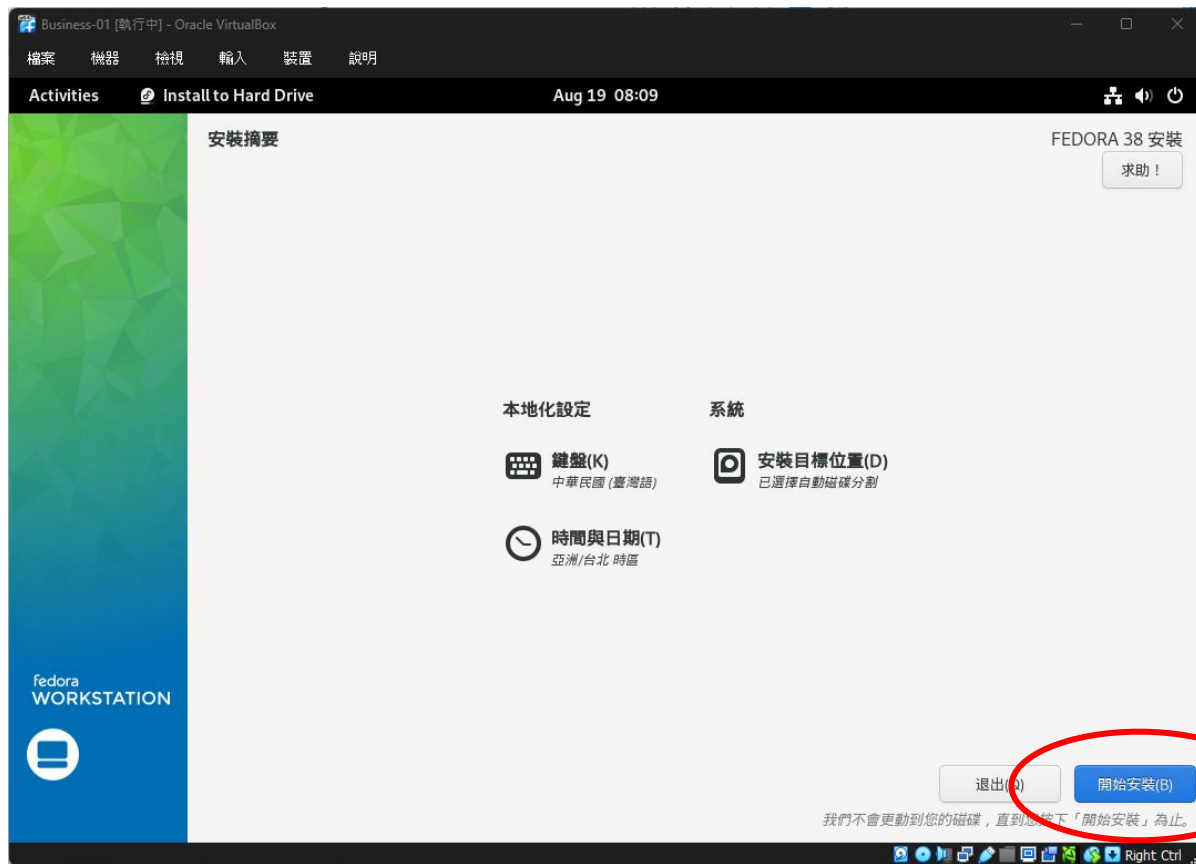 Business-01 [執行中] - Oracle VirtualBox
檔案 機器 檢視 輸入 裝置 說明
Activities Install to Hard Drive Aug 19 08:09
安裝摘要
FEDORA 38 安裝
求助！
本地化設定 系統
鍵盤(K) 安裝目標位置(D)
中華民國 (臺灣語) 已選擇自動磁碟分割
時間與日期(T)
亞洲/台北 時區
fedora
WORKSTATION
退出(Q) 開始安裝(B)
我們不會更動到您的磁碟，直到您按下「開始安裝」為止。
Right Ctrl